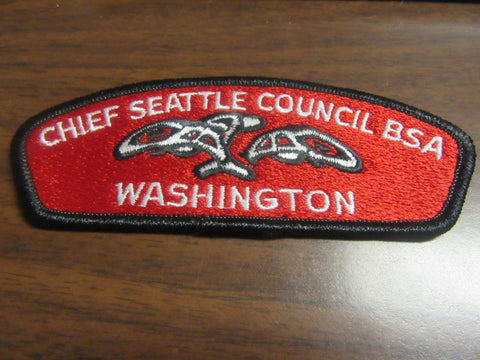 CHIEF SEATTLE COUNCIL BSA
WASHINGTON